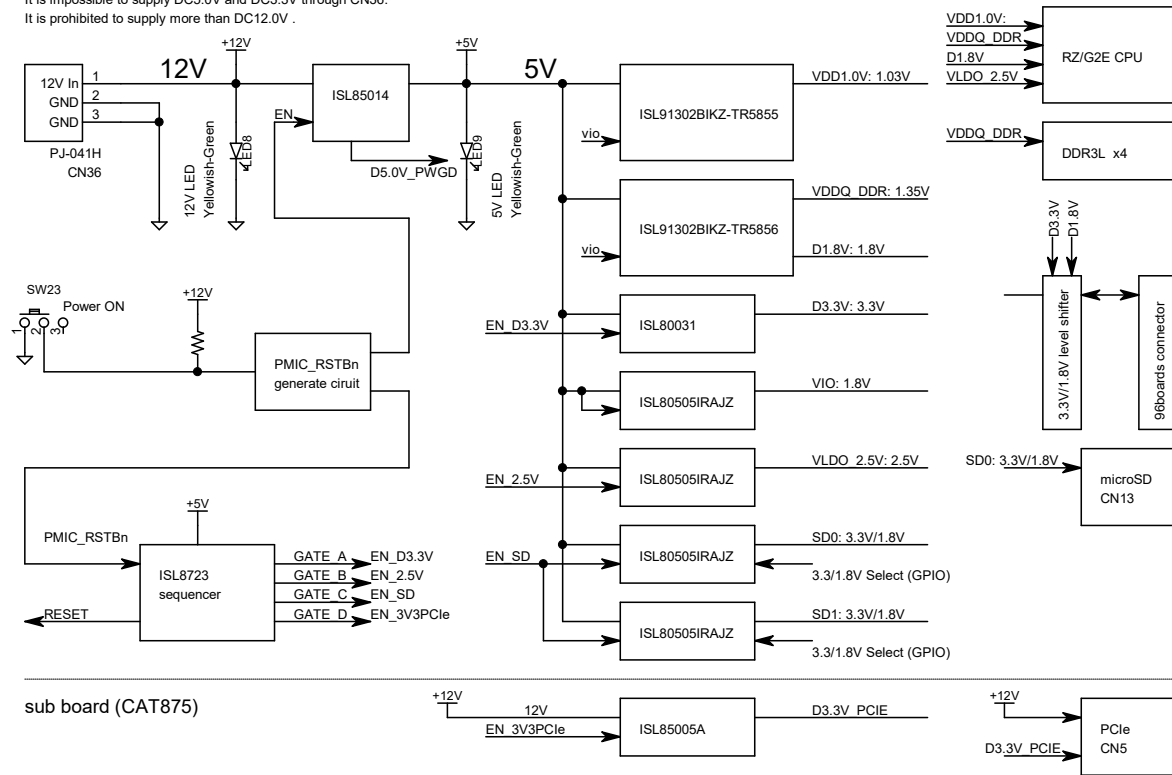 It is impossible to supply DC5.0V and DC3.3V through CN36.
It is prohibited to supply more than DC12.0V .
+12V
+5V
12V
5V
12V In
GND
GND
1
2
3
PJ-041H
CN36
ISL85014
EN
D5.0V_PWGD
LED8
12V LED
Yellowish-Green
LED9
5V LED
Yellowish-Green
ISL91302BIKZ-TR5855
vio
VDD1.0V: 1.03V
ISL91302BIKZ-TR5856
vio
VDDQ_DDR: 1.35V
D1.8V: 1.8V
VDD1.0V:
VDDQ_DDR
D1.8V
VLDO_2.5V
RZ/G2E CPU
VDDQ_DDR
DDR3L x4
D3.3V
D1.8V
3.3V/1.8V level shifter
96boards connector
SW23
Power ON
1
2
3
+12V
PMIC_RSTBn
generate ciruit
EN_D3.3V
ISL80031
D3.3V: 3.3V
ISL80505IRAJZ
VIO: 1.8V
EN_2.5V
ISL80505IRAJZ
VLDO_2.5V: 2.5V
SD0: 3.3V/1.8V
microSD
CN13
EN_SD
ISL80505IRAJZ
SD0: 3.3V/1.8V
3.3/1.8V Select (GPIO)
ISL80505IRAJZ
SD1: 3.3V/1.8V
3.3/1.8V Select (GPIO)
+5V
PMIC_RSTBn
ISL8723
sequencer
RESET
GATE_A EN_D3.3V
GATE_B EN_2.5V
GATE_C EN_SD
GATE_D EN_3V3PCIe
sub board (CAT875)
+12V
12V
EN_3V3PCIe
ISL85005A
D3.3V_PCIE
+12V
D3.3V_PCIE
PCIe
CN5